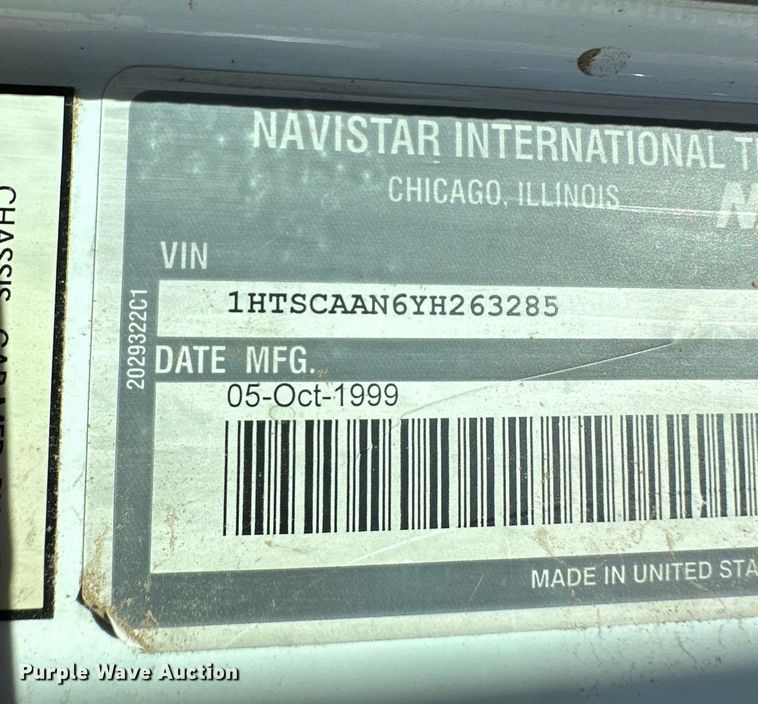 NAVISTAR INTERNATIONAL
CHICAGO, ILLINOIS
VIN
1HTSCAAN6YH263285
2029322C1
DATE MFG.
05-Oct-1999
MADE IN UNITED
CHASSIS
Purple Wave Auction